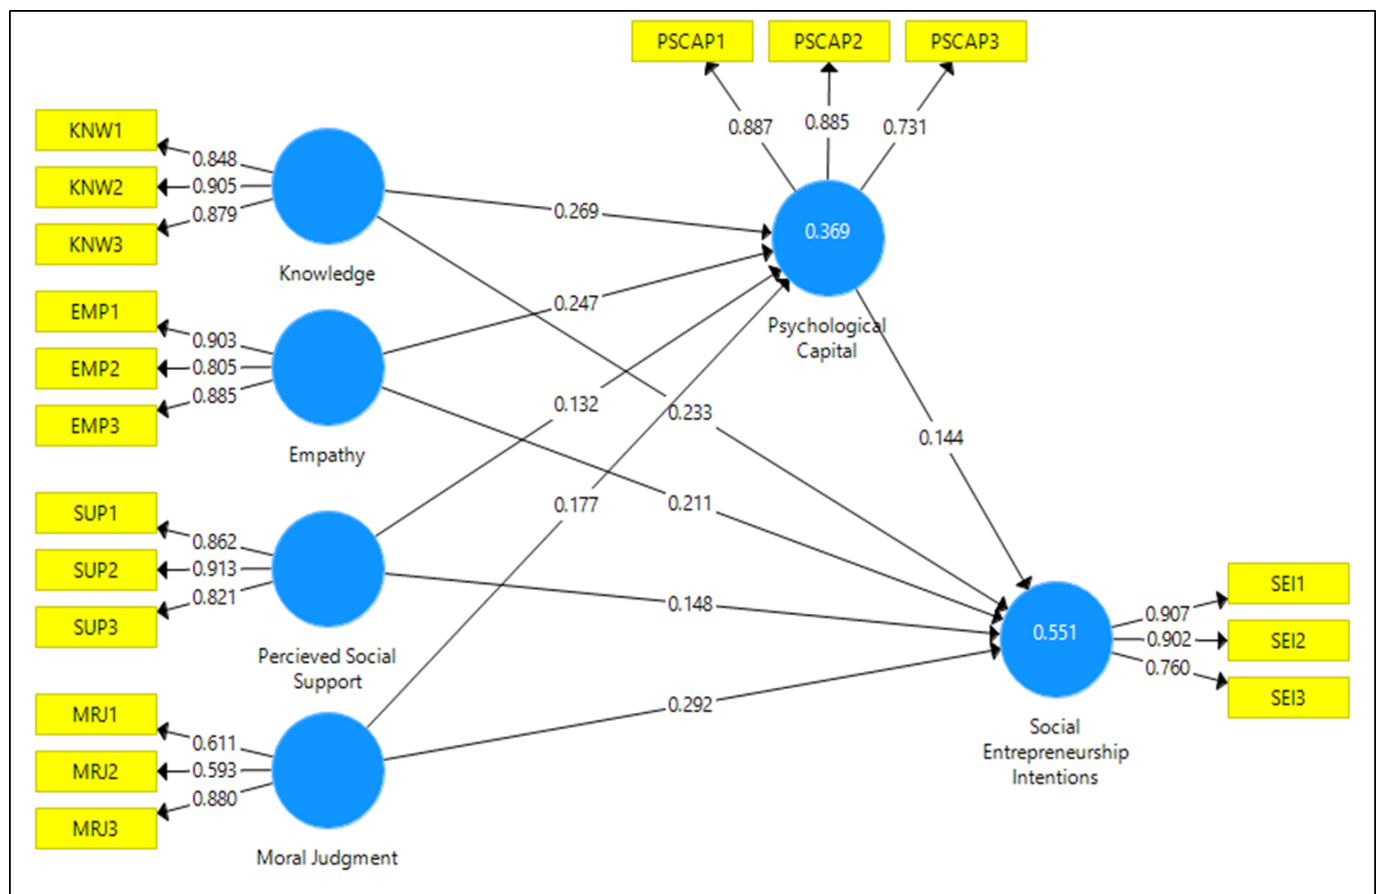 PSCAP1
PSCAP2
PSCAP3
0.887
0.885
0.731
KNW1
KNW2
KNW3
0.848
0.905
0.879
Knowledge
0.269
0.233
0.369
Psychological
Capital
EMP1
EMP2
EMP3
0.903
0.805
0.885
Empathy
0.247
0.211
0.144
SUP1
SUP2
SUP3
0.862
0.913
0.821
Percieved Social
Support
0.132
0.148
MRJ1
MRJ2
MRJ3
0.611
0.593
0.880
Moral Judgment
0.177
0.292
0.551
Social
Entrepreneurship
Intentions
0.907
0.902
0.760
SEI1
SEI2
SEI3